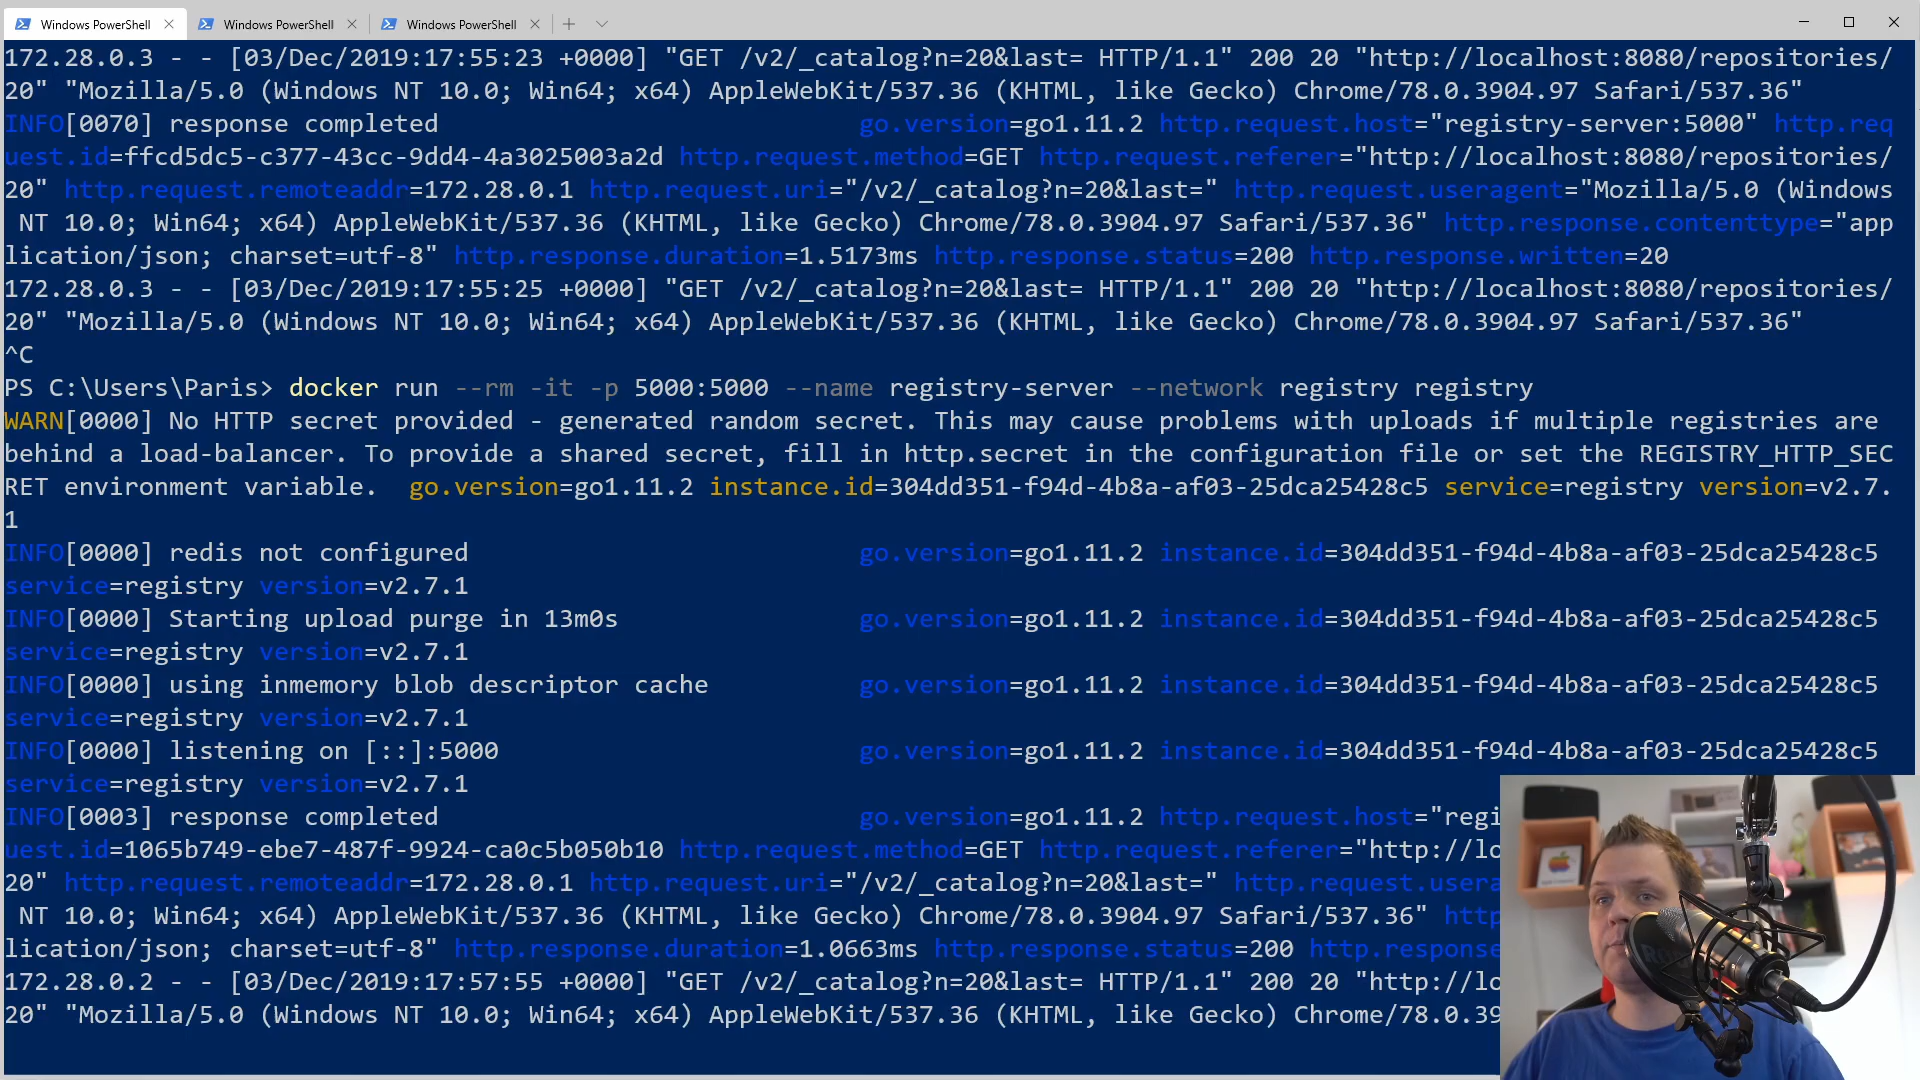 Windows PowerShell
Windows PowerShell
Windows PowerShell
172.28.0.3 - - [03/Dec/2019:17:55:23 +0000] "GET /v2/_catalog?n=20&last= HTTP/1.1" 200 20 "http://localhost:8080/repositories/
20" "Mozilla/5.0 (Windows NT 10.0; Win64; x64) AppleWebKit/537.36 (KHTML, like Gecko) Chrome/78.0.3904.97 Safari/537.36"
INFO[0070] response completed go.version=go1.11.2 http.request.host="registry-server:5000" http.req
uest.id=ffcd5dc5-c377-43cc-9dd4-4a3025003a2d http.request.method=GET http.request.referer="http://localhost:8080/repositories/
20" http.request.remoteaddr=172.28.0.1 http.request.uri="/v2/_catalog?n=20&last=" http.request.useragent="Mozilla/5.0 (Windows
NT 10.0; Win64; x64) AppleWebKit/537.36 (KHTML, like Gecko) Chrome/78.0.3904.97 Safari/537.36" http.response.contenttype="app
lication/json; charset=utf-8" http.response.duration=1.5173ms http.response.status=200 http.response.written=20
172.28.0.3 - - [03/Dec/2019:17:55:25 +0000] "GET /v2/_catalog?n=20&last= HTTP/1.1" 200 20 "http://localhost:8080/repositories/
20" "Mozilla/5.0 (Windows NT 10.0; Win64; x64) AppleWebKit/537.36 (KHTML, like Gecko) Chrome/78.0.3904.97 Safari/537.36"
^C
PS C:\Users\Paris> docker run --rm -it -p 5000:5000 --name registry-server --network registry registry
WARN[0000] No HTTP secret provided - generated random secret. This may cause problems with uploads if multiple registries are
behind a load-balancer. To provide a shared secret, fill in http.secret in the configuration file or set the REGISTRY_HTTP_SEC
RET environment variable. go.version=go1.11.2 instance.id=304dd351-f94d-4b8a-af03-25dca25428c5 service=registry version=v2.7.
1
INFO[0000] redis not configured go.version=go1.11.2 instance.id=304dd351-f94d-4b8a-af03-25dca25428c5
service=registry version=v2.7.1
INFO[0000] Starting upload purge in 13m0s go.version=go1.11.2 instance.id=304dd351-f94d-4b8a-af03-25dca25428c5
service=registry version=v2.7.1
INFO[0000] using inmemory blob descriptor cache go.version=go1.11.2 instance.id=304dd351-f94d-4b8a-af03-25dca25428c5
service=registry version=v2.7.1
INFO[0000] listening on [::]:5000 go.version=go1.11.2 instance.id=304dd351-f94d-4b8a-af03-25dca25428c5
service=registry version=v2.7.1
INFO[0003] response completed go.version=go1.11.2 http.request.host="regi
uest.id=1065b749-ebe7-487f-9924-ca0c5b050b10 http.request.method=GET http.request.referer="http://lo
20" http.request.remoteaddr=172.28.0.1 http.request.uri="/v2/_catalog?n=20&last=" http.request.usera
NT 10.0; Win64; x64) AppleWebKit/537.36 (KHTML, like Gecko) Chrome/78.0.3904.97 Safari/537.36" http
lication/json; charset=utf-8" http.response.duration=1.0663ms http.response.status=200 http.response
172.28.0.2 - - [03/Dec/2019:17:57:55 +0000] "GET /v2/_catalog?n=20&last= HTTP/1.1" 200 20 "http://lo
20" "Mozilla/5.0 (Windows NT 10.0; Win64; x64) AppleWebKit/537.36 (KHTML, like Gecko) Chrome/78.0.39